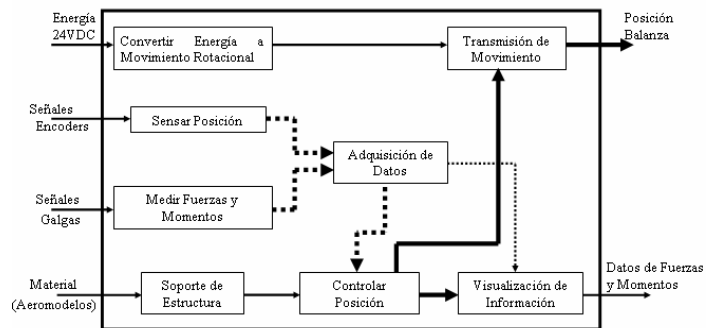 Energía
24VDC
Convertir Energía a
Movimiento Rotacional
Transmisión de
Movimiento
Posición
Balanza
Señales
Encoders
Sensar Posición
Adquisición de
Datos
Señales
Galgas
Medir Fuerzas y
Momentos
Material
(Aeromodelos)
Soporte de
Estructura
Controlar
Posición
Visualización de
Información
Datos de Fuerzas
y Momentos